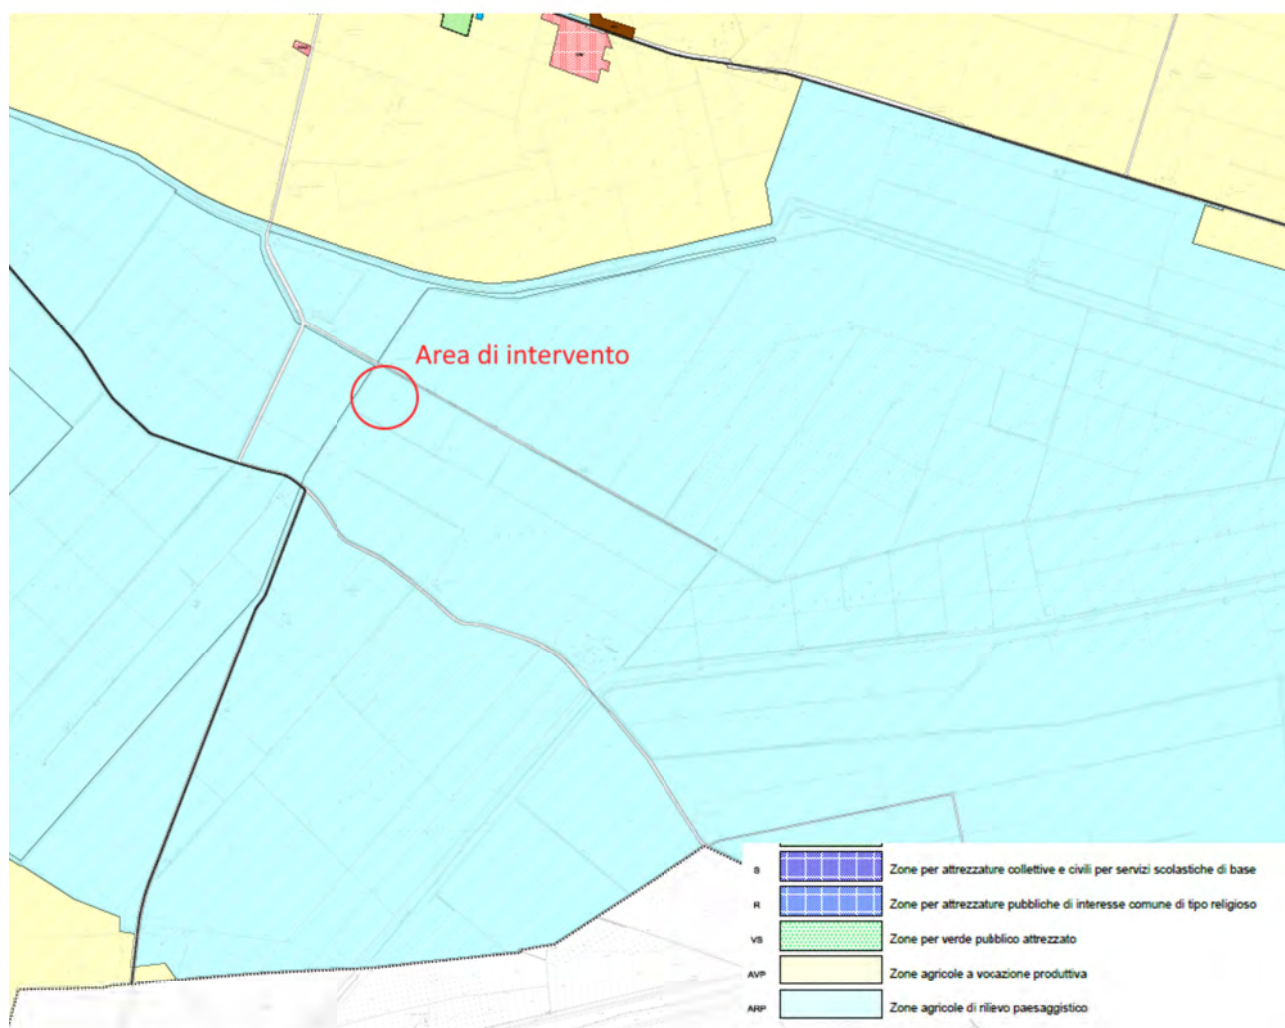 Area di intervento
S Zone per attrezzature collettive e civili per servizi scolastiche di base
R Zone per attrezzature pubbliche di interesse comune di tipo religioso
VS Zone per verde pubblico attrezzato
AVP Zone agricole a vocazione produttiva
ARP Zone agricole di rilievo paesaggistico